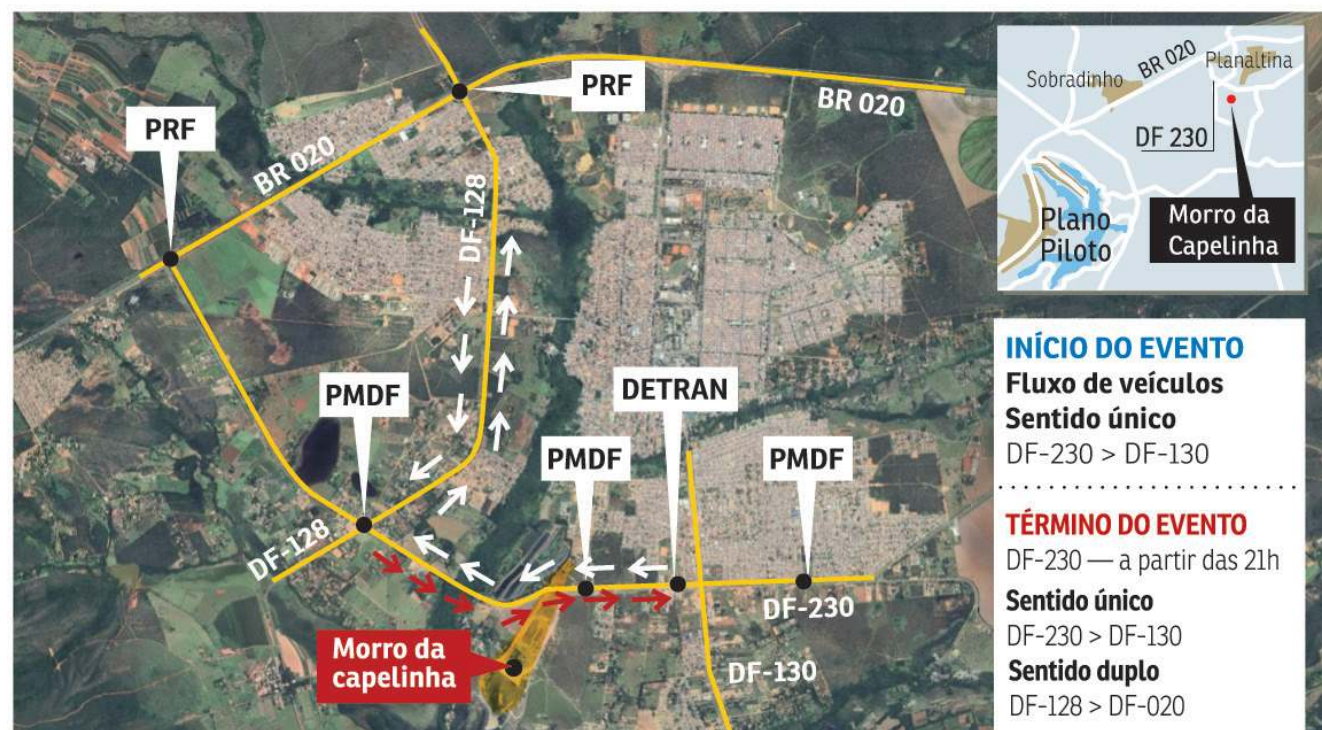 PRF
PRF
BR 020
BR 020
DF-128
PMDF
DETRAN
PMDF
PMDF
DF-128
DF-230
DF-130
Morro da
capelinha
Sobradinho
BR 020
Planaltina
DF 230
Plano
Piloto
Morro da
Capelinha
INÍCIO DO EVENTO
Fluxo de veículos
Sentido único
DF-230 > DF-130
TÉRMINO DO EVENTO
DF-230 — a partir das 21h
Sentido único
DF-230 > DF-130
Sentido duplo
DF-128 > DF-020